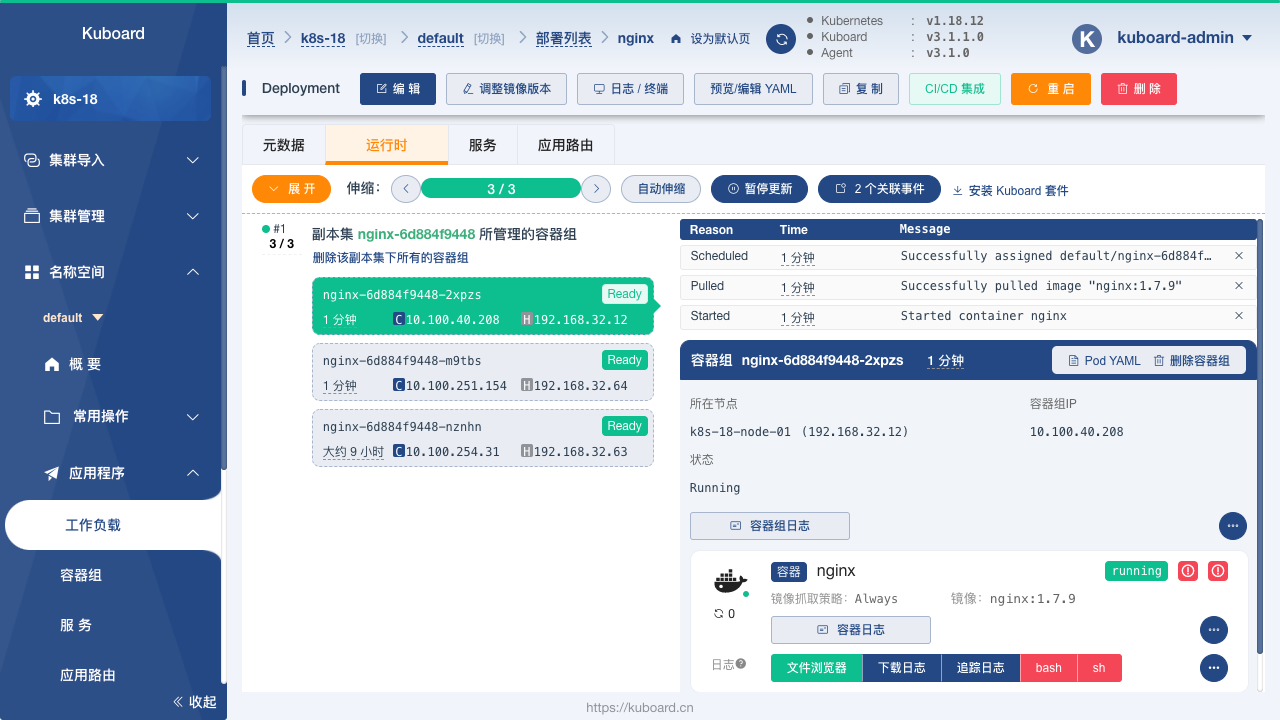 Kuboard
k8s-18
集群导入
集群管理
名称空间
default
概 要
常用操作
应用程序
工作负载
容器组
服 务
应用路由
收起
首页 k8s-18 [切换] default [切换] 部署列表 nginx 设为默认页
Kubernetes : v1.18.12
Kuboard : v3.1.1.0
Agent : v3.1.0
K kuboard-admin
Deployment 编 辑 调整镜像版本 日志 / 终端 预览/编辑 YAML 复 制 CI/CD 集成 重 启 删 除
元数据 运行时 服务 应用路由
展 开 伸缩: 3 / 3 自动伸缩 暂停更新 2 个关联事件 安装 Kuboard 套件
#1
3 / 3
副本集 nginx-6d884f9448 所管理的容器组
删除该副本集下所有的容器组
nginx-6d884f9448-2xpzs Ready
1 分钟 C 10.100.40.208 H 192.168.32.12
nginx-6d884f9448-m9tbs Ready
1 分钟 C 10.100.251.154 H 192.168.32.64
nginx-6d884f9448-nznhn Ready
大约 9 小时 C 10.100.254.31 H 192.168.32.63
Reason Time Message
Scheduled 1 分钟 Successfully assigned default/nginx-6d884f…
Pulled 1 分钟 Successfully pulled image "nginx:1.7.9"
Started 1 分钟 Started container nginx
容器组 nginx-6d884f9448-2xpzs 1 分钟 Pod YAML 删除容器组
所在节点 容器组IP
k8s-18-node-01 (192.168.32.12) 10.100.40.208
状态
Running
容器组日志
容器 nginx running
镜像抓取策略: Always 镜像: nginx:1.7.9
0
容器日志
日志 文件浏览器 下载日志 追踪日志 bash sh
https://kuboard.cn